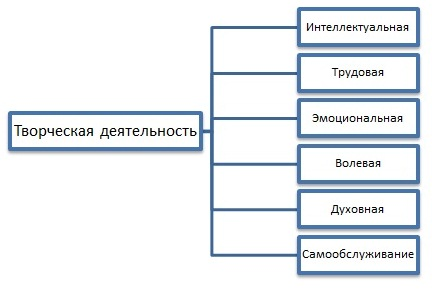 Творческая деятельность
Интеллектуальная
Трудовая
Эмоциональная
Волевая
Духовная
Самообслуживание